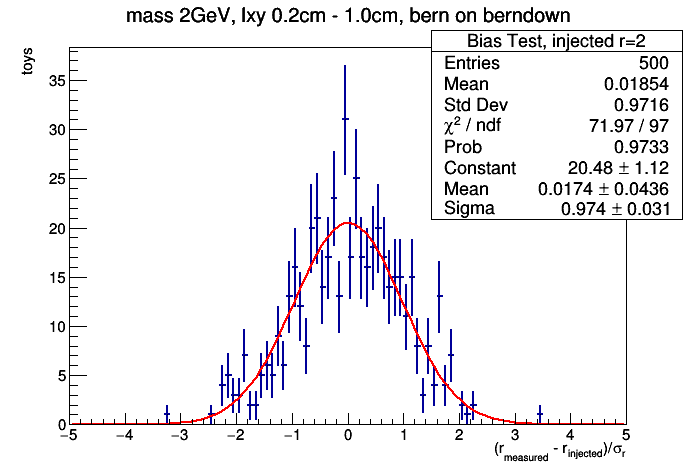 mass 2GeV, lxy 0.2cm - 1.0cm, bern on berndown
Bias Test, injected r=2
Entries 500
Mean 0.01854
Std Dev 0.9716
χ² / ndf 71.97 / 97
Prob 0.9733
Constant 20.48 ± 1.12
Mean 0.0174 ± 0.0436
Sigma 0.974 ± 0.031
toys
35
30
25
20
15
10
5
0
−5 −4 −3 −2 −1 0 1 2 3 4 5
(r_measured - r_injected)/σ_r